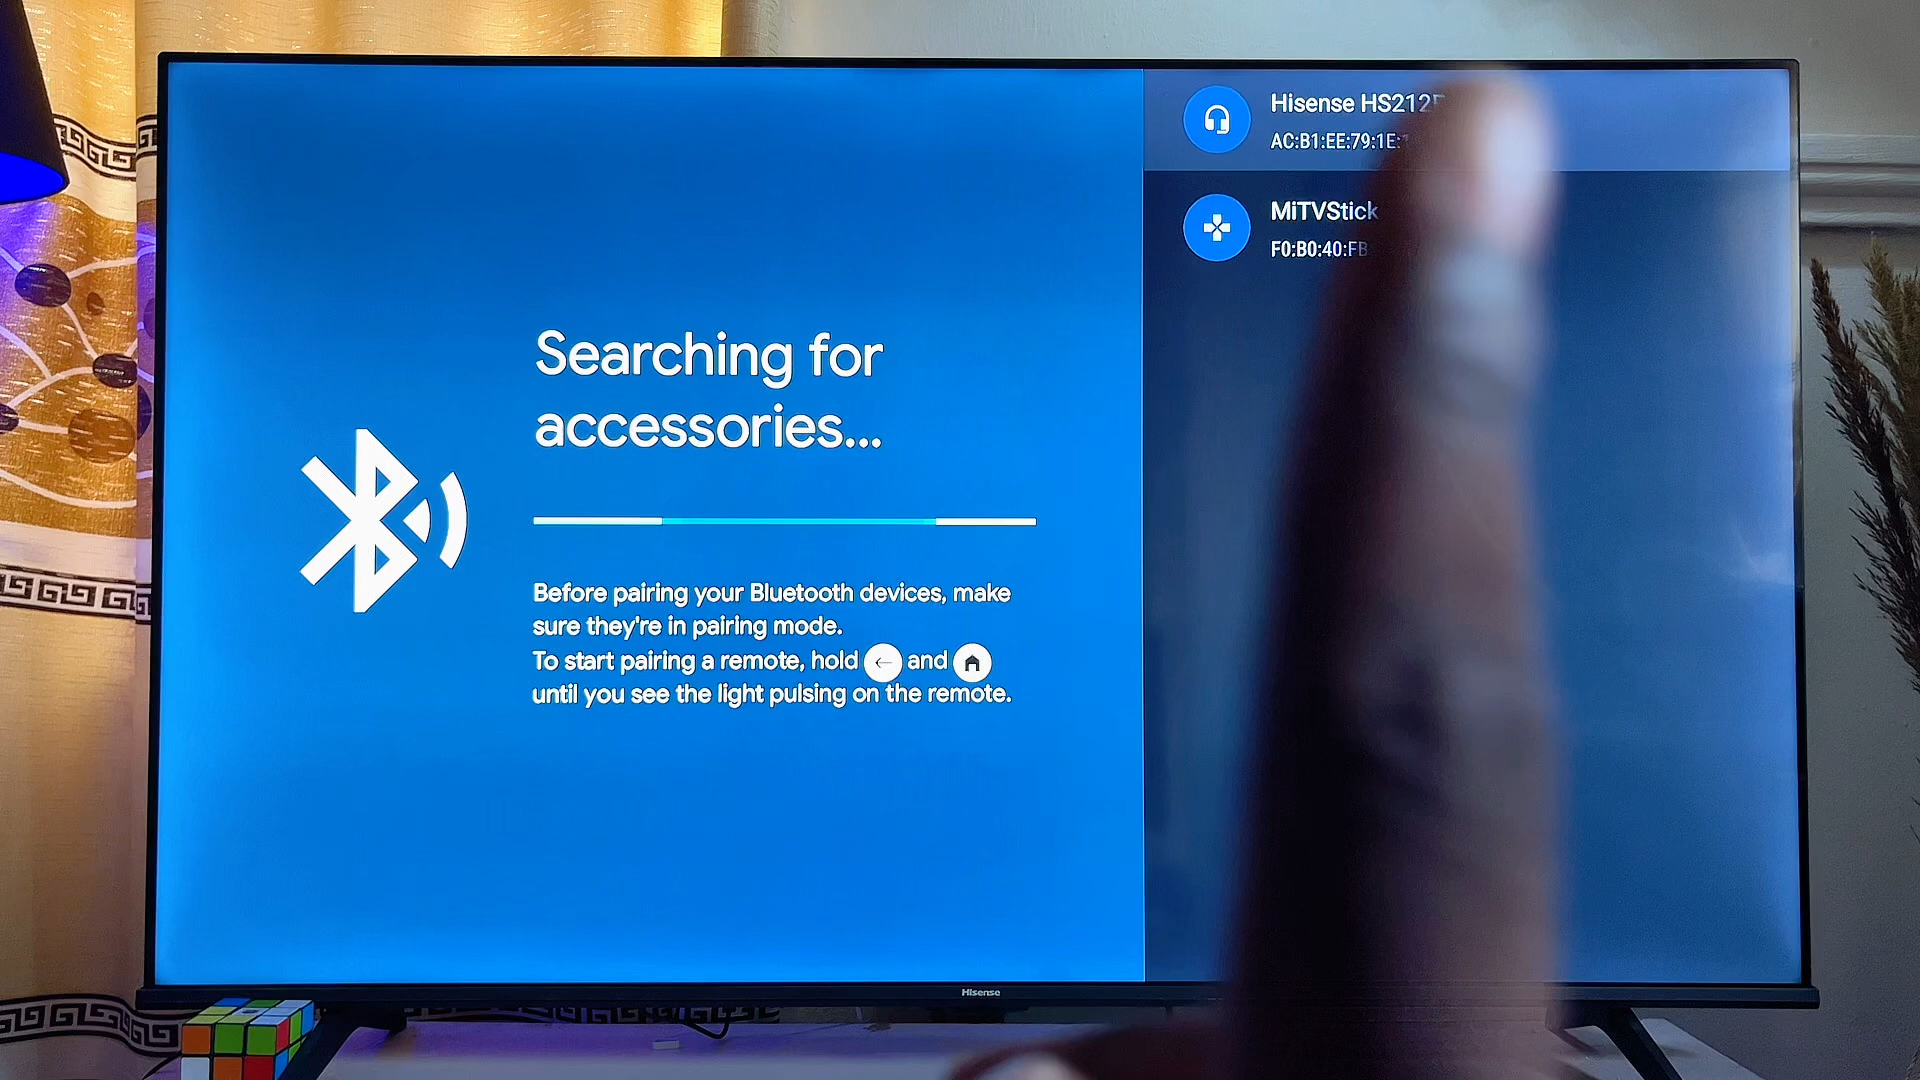 Searching for
accessories...
Before pairing your Bluetooth devices, make
sure they're in pairing mode.
To start pairing a remote, hold and
until you see the light pulsing on the remote.
Hisense HS212F
AC:B1:EE:79:1E:
MiTVStick
F0:B0:40:FB
Hisense